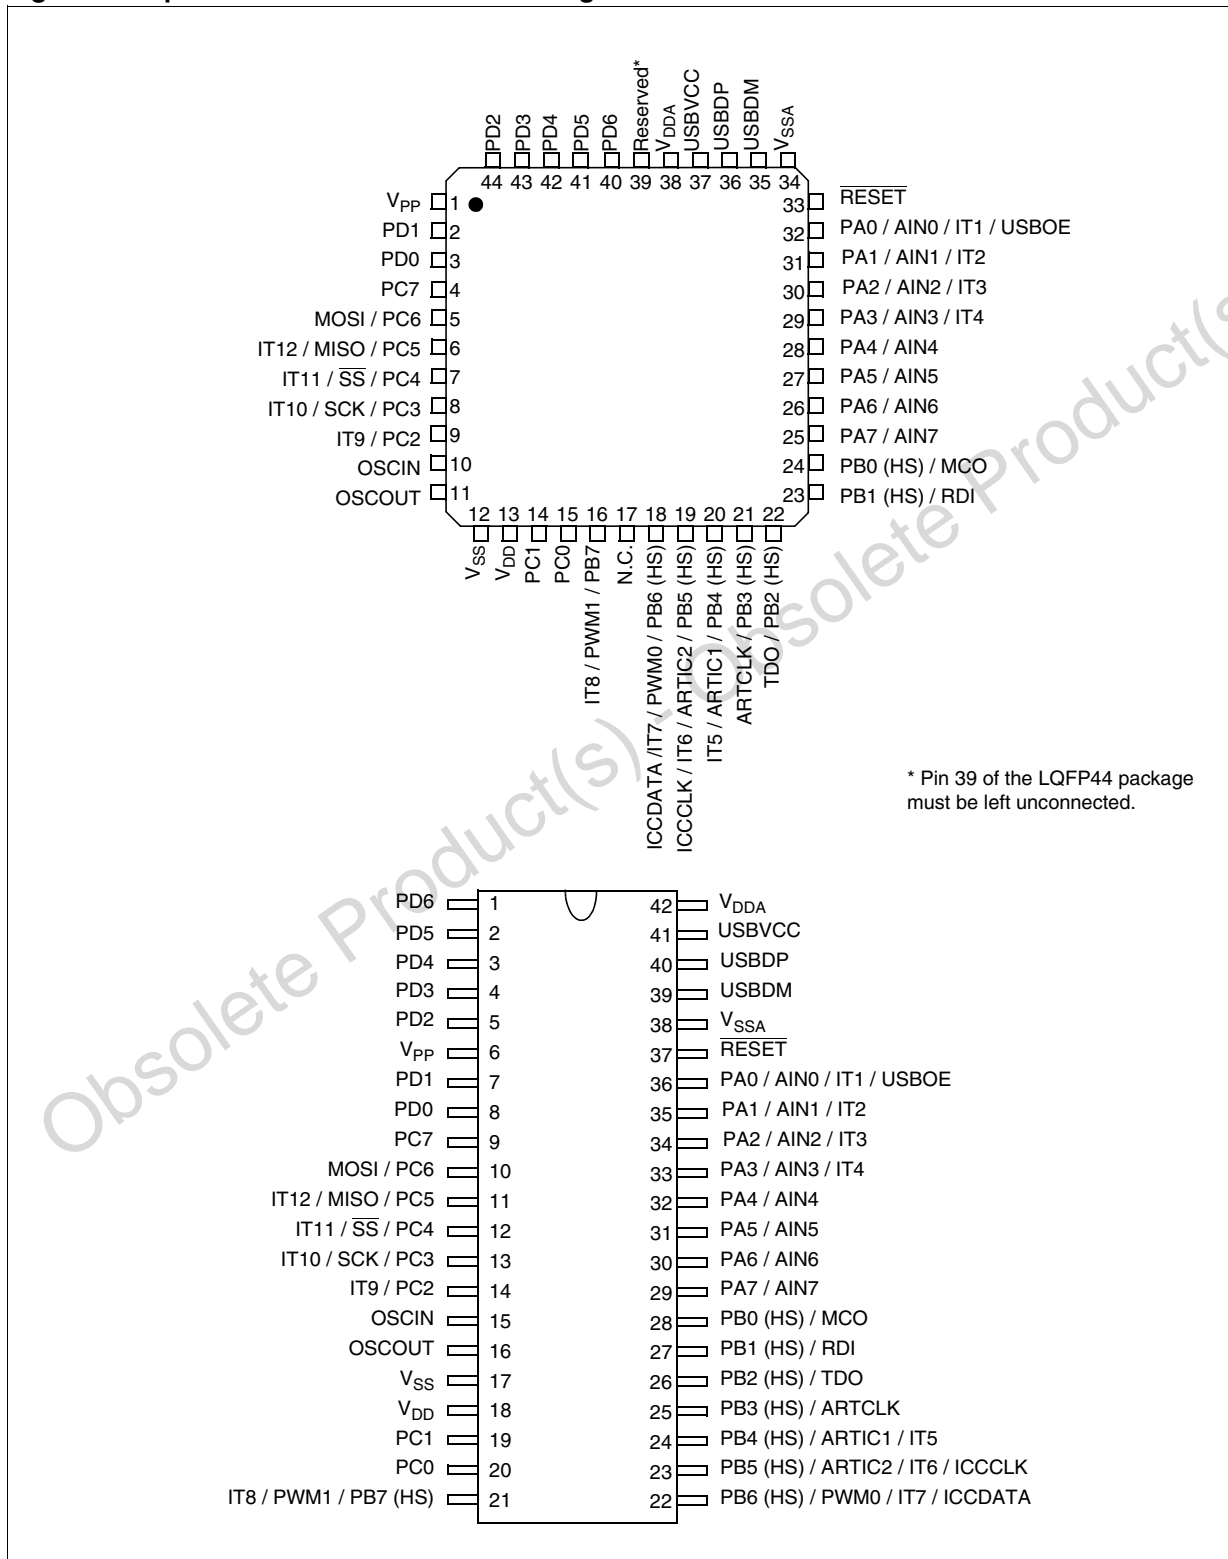 PD2
PD3
PD4
PD5
PD6
Reserved*
VDDA
USBVCC
USBDP
USBDM
VSSA
44 43 42 41 40 39 38 37 36 35 34
VPP 1
PD1 2
PD0 3
PC7 4
MOSI / PC6 5
IT12 / MISO / PC5 6
IT11 / SS / PC4 7
IT10 / SCK / PC3 8
IT9 / PC2 9
OSCIN 10
OSCOUT 11
33 RESET
32 PA0 / AIN0 / IT1 / USBOE
31 PA1 / AIN1 / IT2
30 PA2 / AIN2 / IT3
29 PA3 / AIN3 / IT4
28 PA4 / AIN4
27 PA5 / AIN5
26 PA6 / AIN6
25 PA7 / AIN7
24 PB0 (HS) / MCO
23 PB1 (HS) / RDI
12 13 14 15 16 17 18 19 20 21 22
VSS
VDD
PC1
PC0
IT8 / PWM1 / PB7
N.C.
ICCDATA /IT7 / PWM0 / PB6 (HS)
ICCCLK / IT6 / ARTIC2 / PB5 (HS)
IT5 / ARTIC1 / PB4 (HS)
ARTCLK / PB3 (HS)
TDO / PB2 (HS)
* Pin 39 of the LQFP44 package
must be left unconnected.
PD6 1
PD5 2
PD4 3
PD3 4
PD2 5
VPP 6
PD1 7
PD0 8
PC7 9
MOSI / PC6 10
IT12 / MISO / PC5 11
IT11 / SS / PC4 12
IT10 / SCK / PC3 13
IT9 / PC2 14
OSCIN 15
OSCOUT 16
VSS 17
VDD 18
PC1 19
PC0 20
IT8 / PWM1 / PB7 (HS) 21
42 VDDA
41 USBVCC
40 USBDP
39 USBDM
38 VSSA
37 RESET
36 PA0 / AIN0 / IT1 / USBOE
35 PA1 / AIN1 / IT2
34 PA2 / AIN2 / IT3
33 PA3 / AIN3 / IT4
32 PA4 / AIN4
31 PA5 / AIN5
30 PA6 / AIN6
29 PA7 / AIN7
28 PB0 (HS) / MCO
27 PB1 (HS) / RDI
26 PB2 (HS) / TDO
25 PB3 (HS) / ARTCLK
24 PB4 (HS) / ARTIC1 / IT5
23 PB5 (HS) / ARTIC2 / IT6 / ICCCLK
22 PB6 (HS) / PWM0 / IT7 / ICCDATA
Obsolete Product(s) - Obsolete Product(s